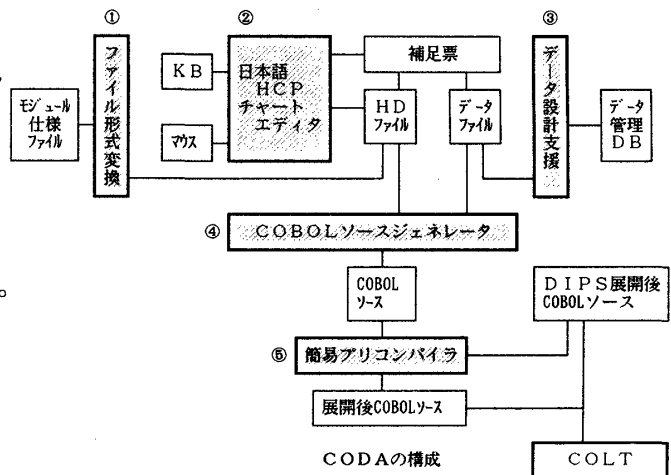 ①
②
③
モジュール
仕様
ファイル
ファイル形式変換
KB
マウス
日本語
HCP
チャート
エディタ
補足票
HD
ファイル
データ
ファイル
データ設計支援
データ
管理
DB
④
COBOLソースジェネレータ
COBOL
ソース
DIPS展開後
COBOLソース
⑤
簡易プリコンパイラ
展開後COBOLソース
CODAの構成
COLT
。